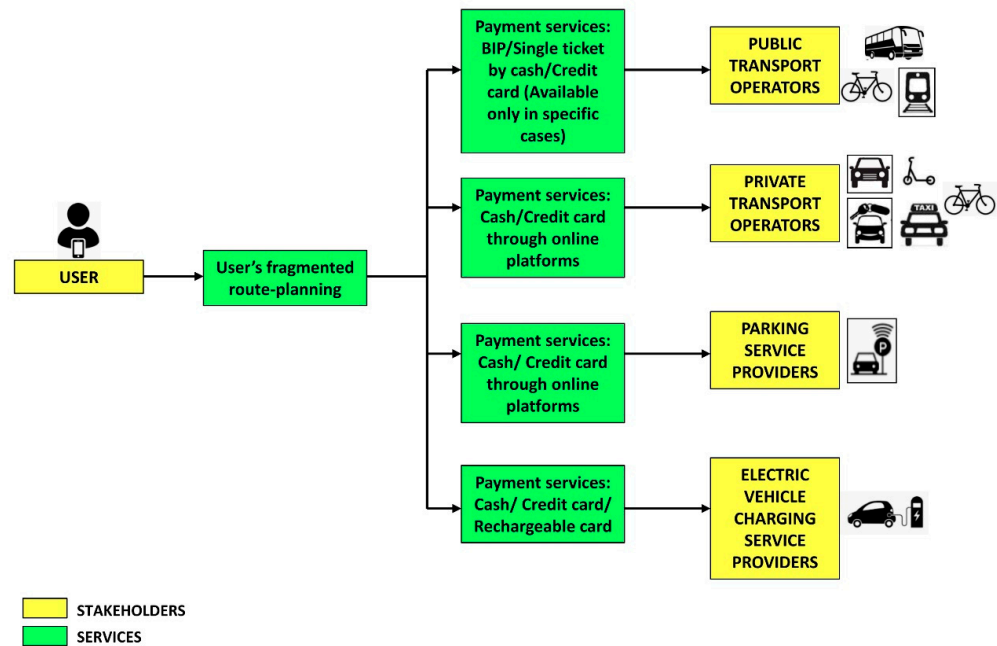 Payment services:
BIP/Single ticket
by cash/Credit
card (Available
only in specific
cases)
PUBLIC
TRANSPORT
OPERATORS
Payment services:
Cash/Credit card
through online
platforms
PRIVATE
TRANSPORT
OPERATORS
TAXI
USER
User's fragmented
route-planning
Payment services:
Cash/ Credit card
through online
platforms
PARKING
SERVICE
PROVIDERS
P
Payment services:
Cash/ Credit card/
Rechargeable card
ELECTRIC
VEHICLE
CHARGING
SERVICE
PROVIDERS
STAKEHOLDERS
SERVICES